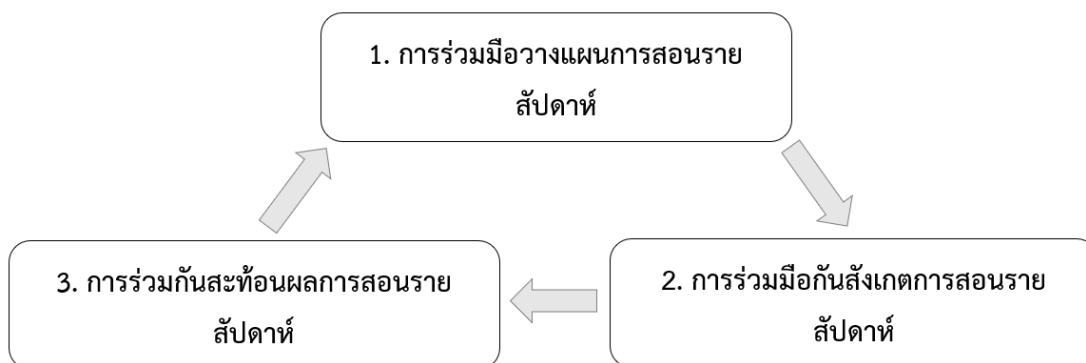 1. การร่วมมือวางแผนการสอนราย
สัปดาห์
3. การร่วมกันสะท้อนผลการสอนราย
สัปดาห์
2. การร่วมมือกันสังเกตการสอนราย
สัปดาห์